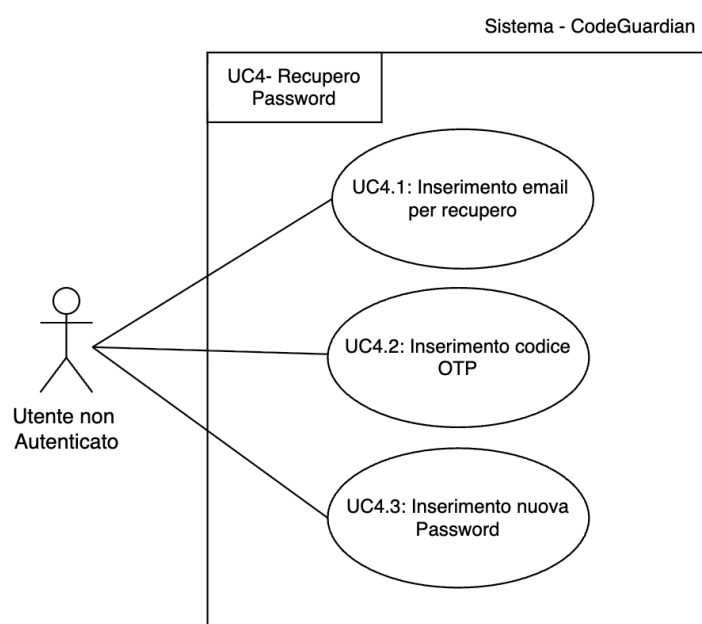 Sistema - CodeGuardian
UC4- Recupero
Password
UC4.1: Inserimento email
per recupero
UC4.2: Inserimento codice
OTP
Utente non
Autenticato
UC4.3: Inserimento nuova
Password